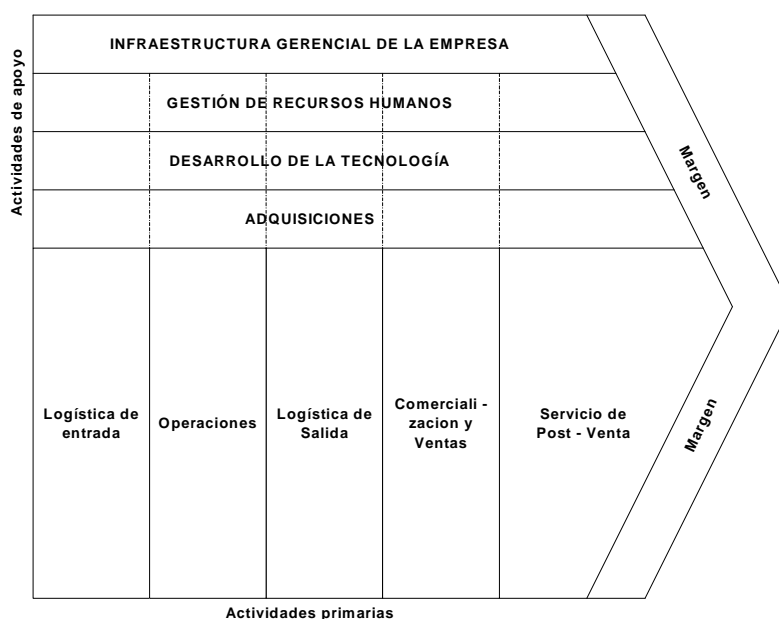 Actividades de apoyo
INFRAESTRUCTURA GERENCIAL DE LA EMPRESA
GESTIÓN DE RECURSOS HUMANOS
DESARROLLO DE LA TECNOLOGÍA
ADQUISICIONES
Margen
Logística de
entrada
Operaciones
Logística de
Salida
Comerciali -
zacion y
Ventas
Servicio de
Post - Venta
Margen
Actividades primarias